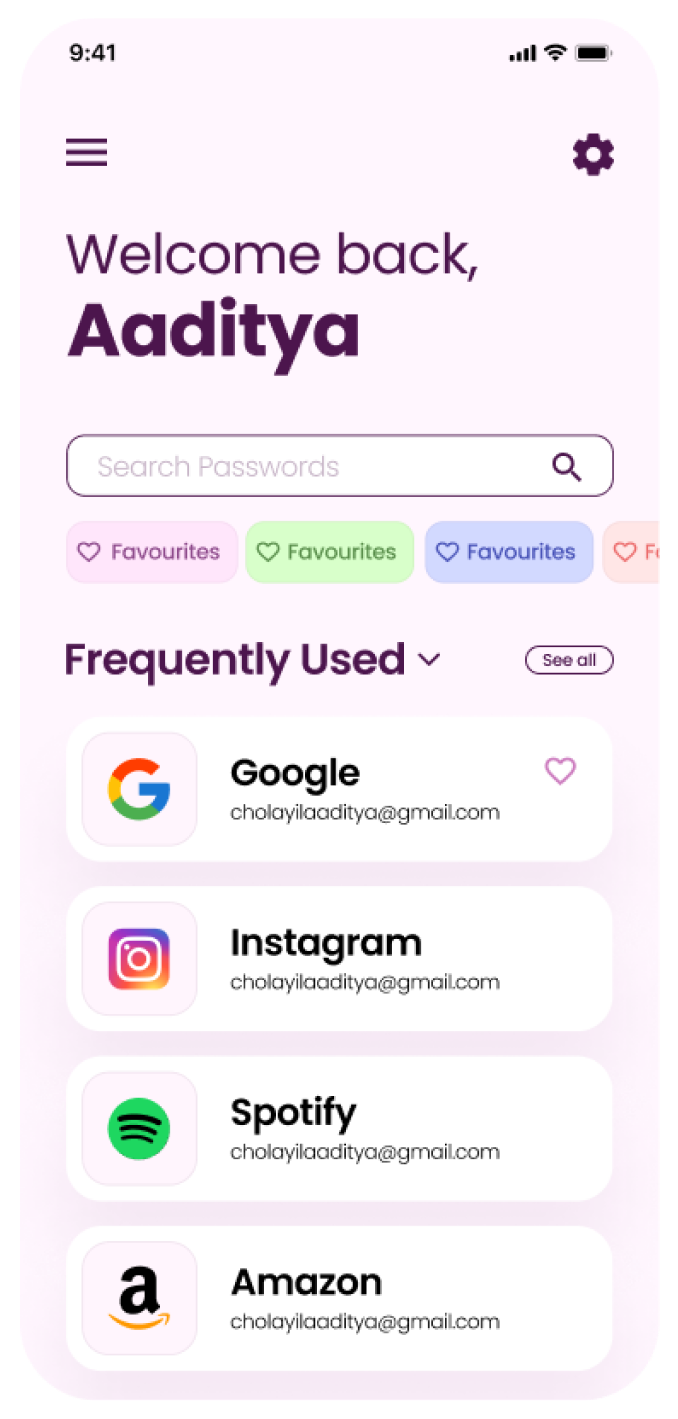 9:41
Welcome back,
Aaditya
Search Passwords
Favourites Favourites Favourites
Frequently Used See all
Google
cholayilaaditya@gmail.com
Instagram
cholayilaaditya@gmail.com
Spotify
cholayilaaditya@gmail.com
a Amazon
cholayilaaditya@gmail.com